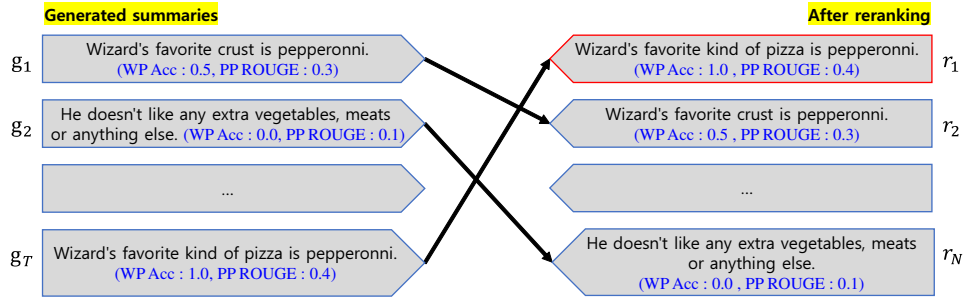 Generated summaries
g1
Wizard's favorite crust is pepperonni.
(WP Acc : 0.5, PP ROUGE : 0.3)
g2
He doesn't like any extra vegetables, meats
or anything else. (WP Acc : 0.0, PP ROUGE : 0.1)
...
gT
Wizard's favorite kind of pizza is pepperonni.
(WP Acc : 1.0, PP ROUGE : 0.4)
After reranking
Wizard's favorite kind of pizza is pepperonni.
(WP Acc : 1.0 , PP ROUGE : 0.4)
r1
Wizard's favorite crust is pepperonni.
(WP Acc : 0.5 , PP ROUGE : 0.3)
r2
...
He doesn't like any extra vegetables, meats
or anything else.
(WP Acc : 0.0 , PP ROUGE : 0.1)
rN